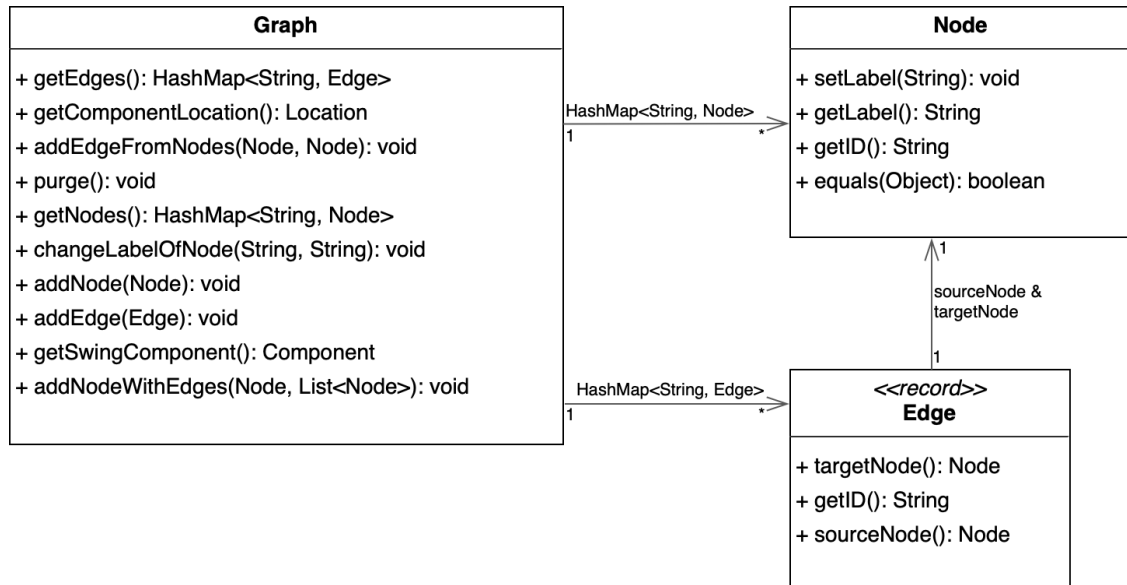 Graph
+ getEdges(): HashMap<String, Edge>
+ getComponentLocation(): Location
+ addEdgeFromNodes(Node, Node): void
+ purge(): void
+ getNodes(): HashMap<String, Node>
+ changeLabelOfNode(String, String): void
+ addNode(Node): void
+ addEdge(Edge): void
+ getSwingComponent(): Component
+ addNodeWithEdges(Node, List<Node>): void
HashMap<String, Node>
1
*
Node
+ setLabel(String): void
+ getLabel(): String
+ getID(): String
+ equals(Object): boolean
1
sourceNode &
targetNode
1
HashMap<String, Edge>
1
*
<<record>>
Edge
+ targetNode(): Node
+ getID(): String
+ sourceNode(): Node